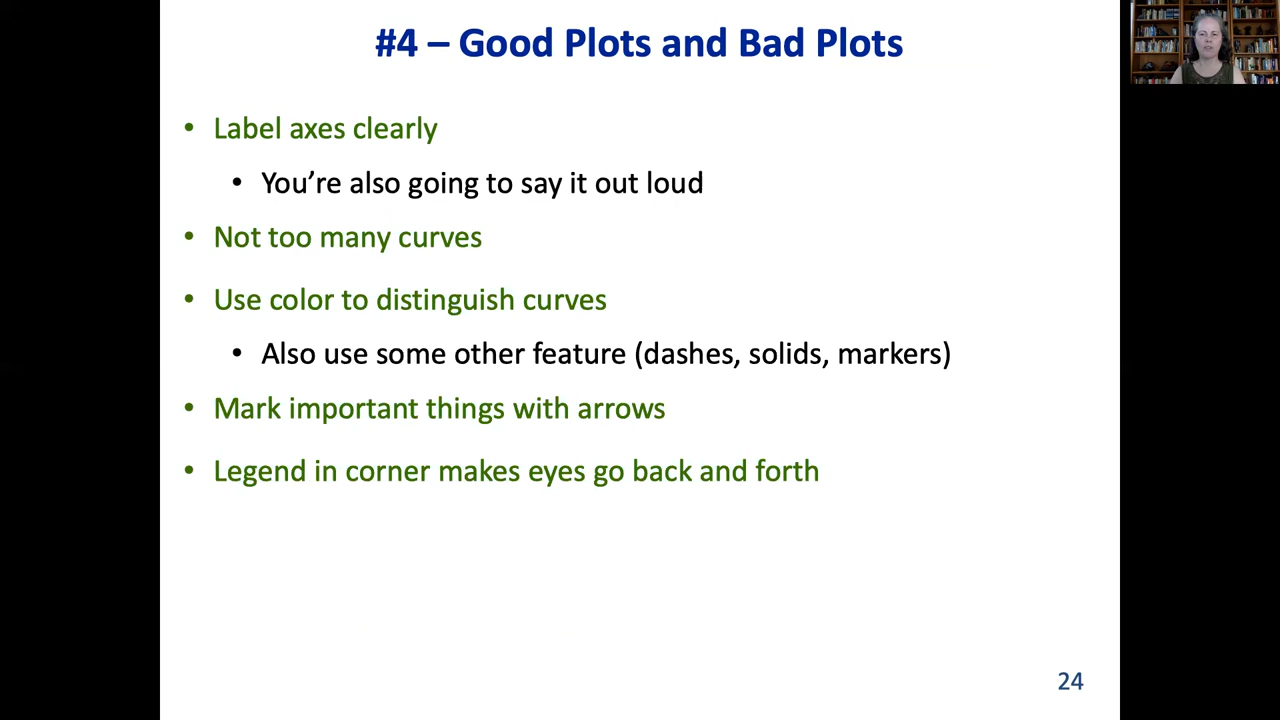 #4 – Good Plots and Bad Plots
• Label axes clearly
• You’re also going to say it out loud
• Not too many curves
• Use color to distinguish curves
• Also use some other feature (dashes, solids, markers)
• Mark important things with arrows
• Legend in corner makes eyes go back and forth
24